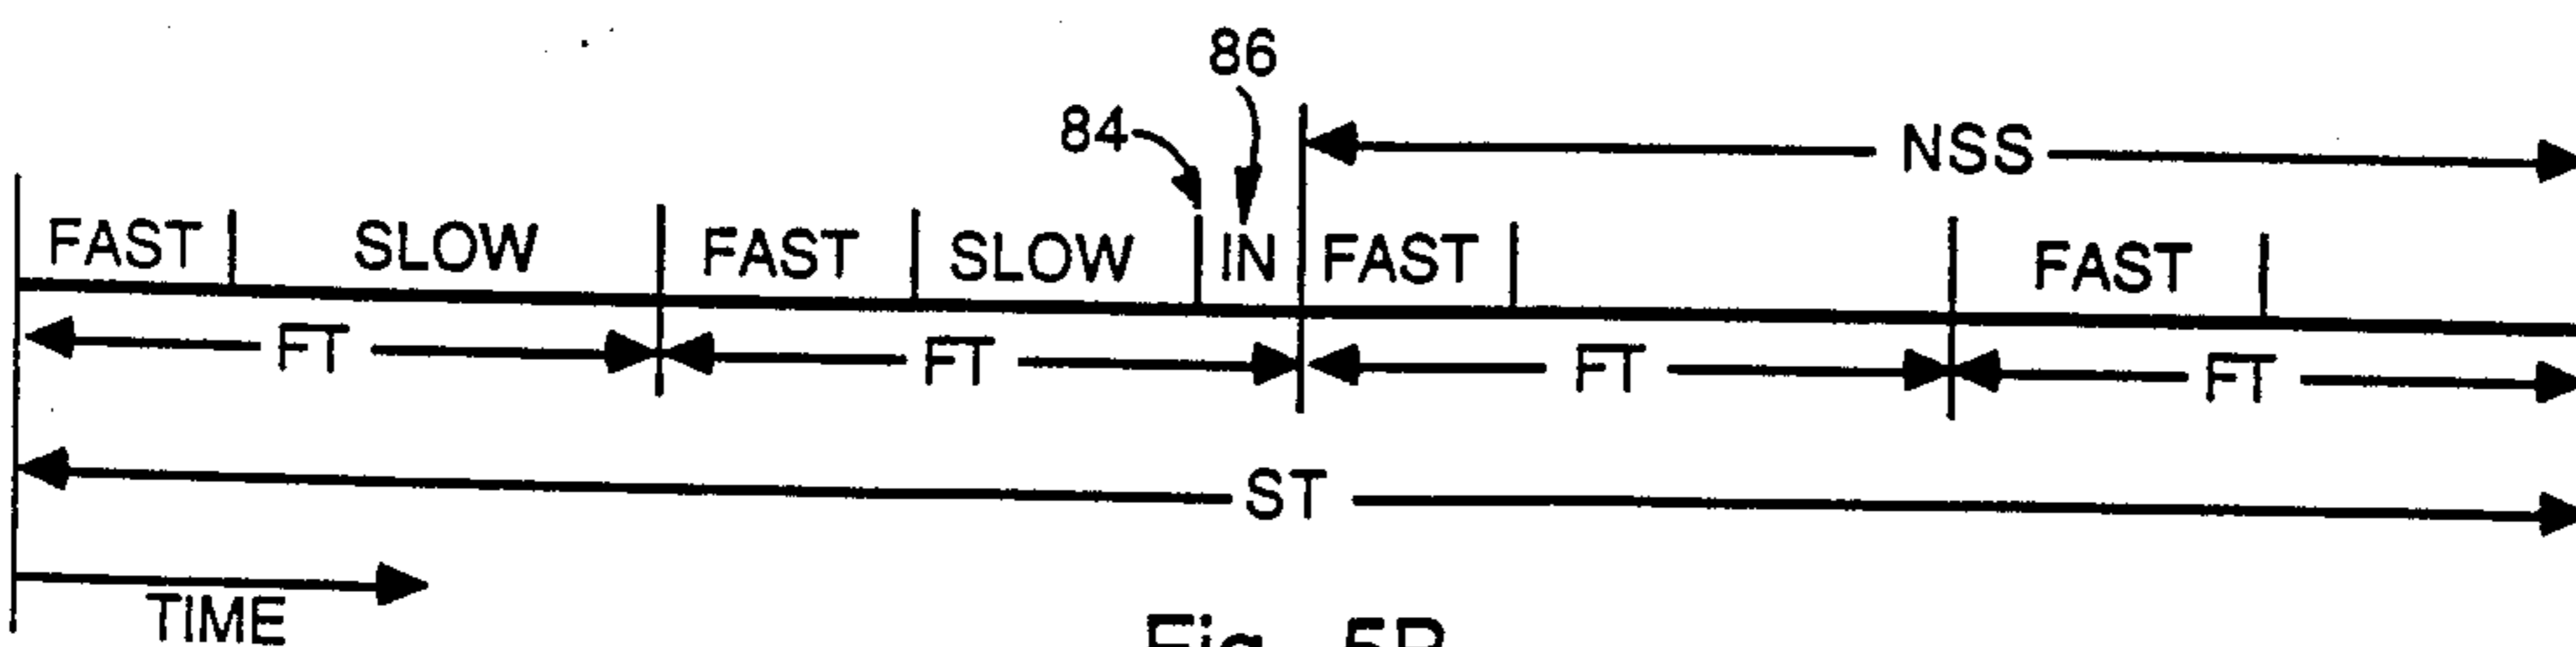 86
84
NSS
FAST SLOW FAST SLOW IN FAST FAST
FT FT FT FT
ST
TIME